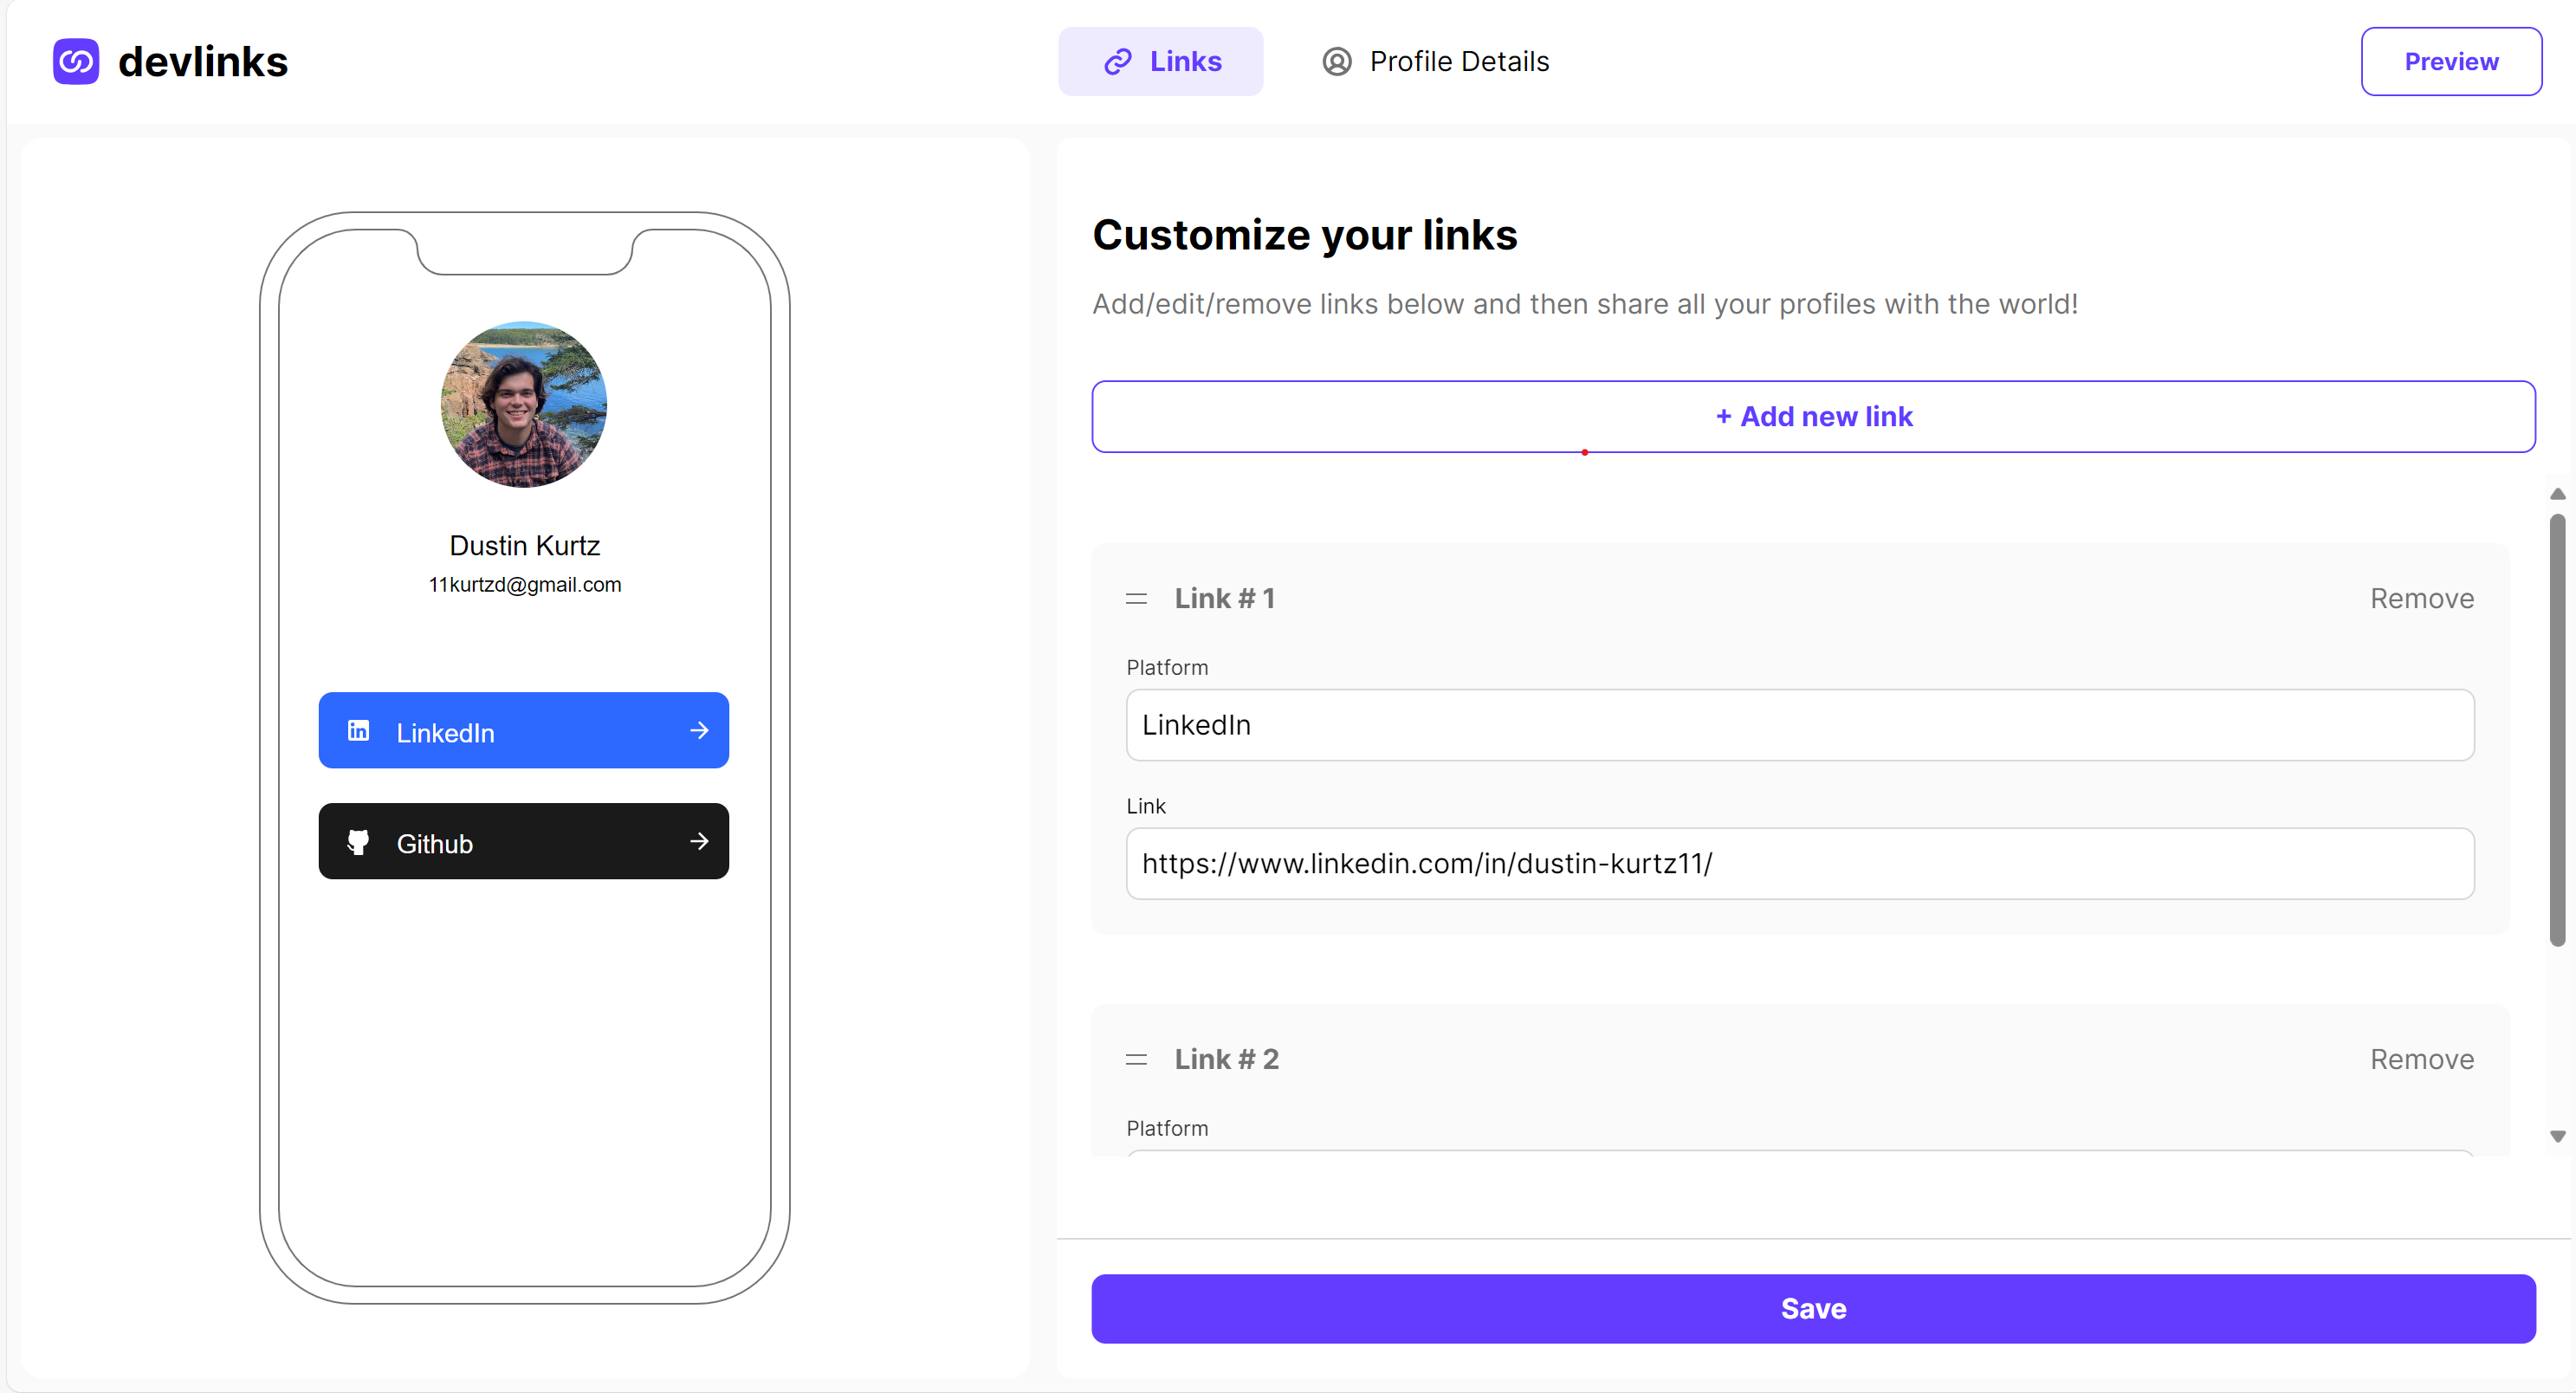 devlinks
Links
Profile Details
Preview
Dustin Kurtz
11kurtzd@gmail.com
LinkedIn
Github
Customize your links
Add/edit/remove links below and then share all your profiles with the world!
+ Add new link
Link # 1
Remove
Platform
LinkedIn
Link
https://www.linkedin.com/in/dustin-kurtz11/
Link # 2
Remove
Platform
Save